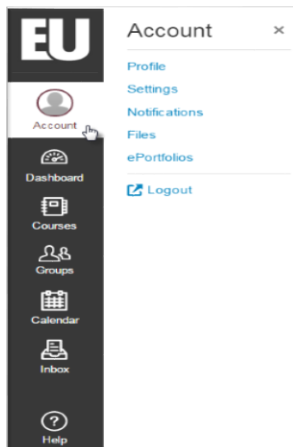 EU
Account
Dashboard
Courses
Groups
Calendar
Inbox
Help
Account ×
Profile
Settings
Notifications
Files
ePortfolios
Logout